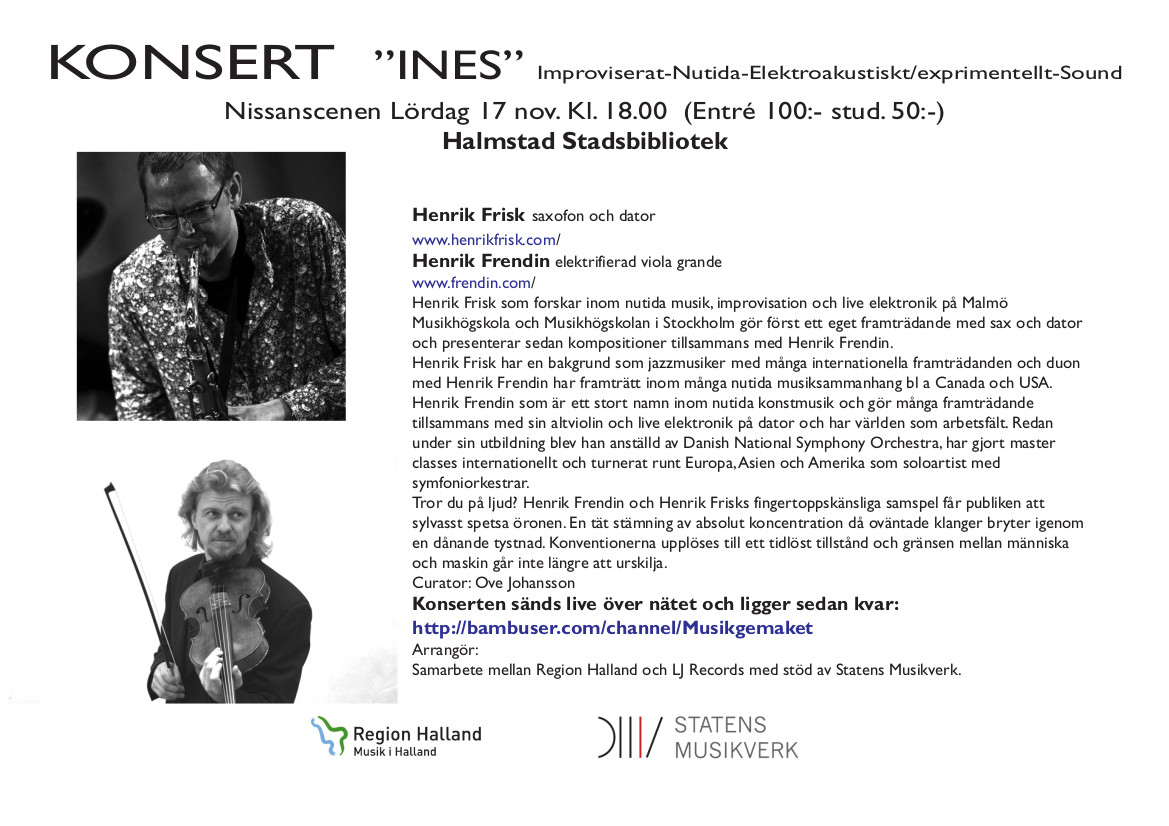 KONSERT ”INES” Improviserat-Nutida-Elektroakustiskt/exprimentellt-Sound
Nissanscenen Lördag 17 nov. Kl. 18.00 (Entré 100:- stud. 50:-)
Halmstad Stadsbibliotek
Henrik Frisk saxofon och dator
www.henrikfrisk.com/
Henrik Frendin elektrifierad viola grande
www.frendin.com/
Henrik Frisk som forskar inom nutida musik, improvisation och live elektronik på Malmö
Musikhögskola och Musikhögskolan i Stockholm gör först ett eget framträdande med sax och dator
och presenterar sedan kompositioner tillsammans med Henrik Frendin.
Henrik Frisk har en bakgrund som jazzmusiker med många internationella framträdanden och duon
med Henrik Frendin har framträtt inom många nutida musiksammanhang bl a Canada och USA.
Henrik Frendin som är ett stort namn inom nutida konstmusik och gör många framträdande
tillsammans med sin altviolin och live elektronik på dator och har världen som arbetsfält. Redan
under sin utbildning blev han anställd av Danish National Symphony Orchestra, har gjort master
classes internationellt och turnerat runt Europa, Asien och Amerika som soloartist med
symfoniorkestrar.
Tror du på ljud? Henrik Frendin och Henrik Frisks fingertoppskänsliga samspel får publiken att
sylvasst spetsa öronen. En tät stämning av absolut koncentration då oväntade klanger bryter igenom
en dånande tystnad. Konventionerna upplöses till ett tidlöst tillstånd och gränsen mellan människa
och maskin går inte längre att urskilja.
Curator: Ove Johansson
Konserten sänds live över nätet och ligger sedan kvar:
http://bambuser.com/channel/Musikgemaket
Arrangör:
Samarbete mellan Region Halland och LJ Records med stöd av Statens Musikverk.
Region Halland
Musik i Halland
STATENS
MUSIKVERK